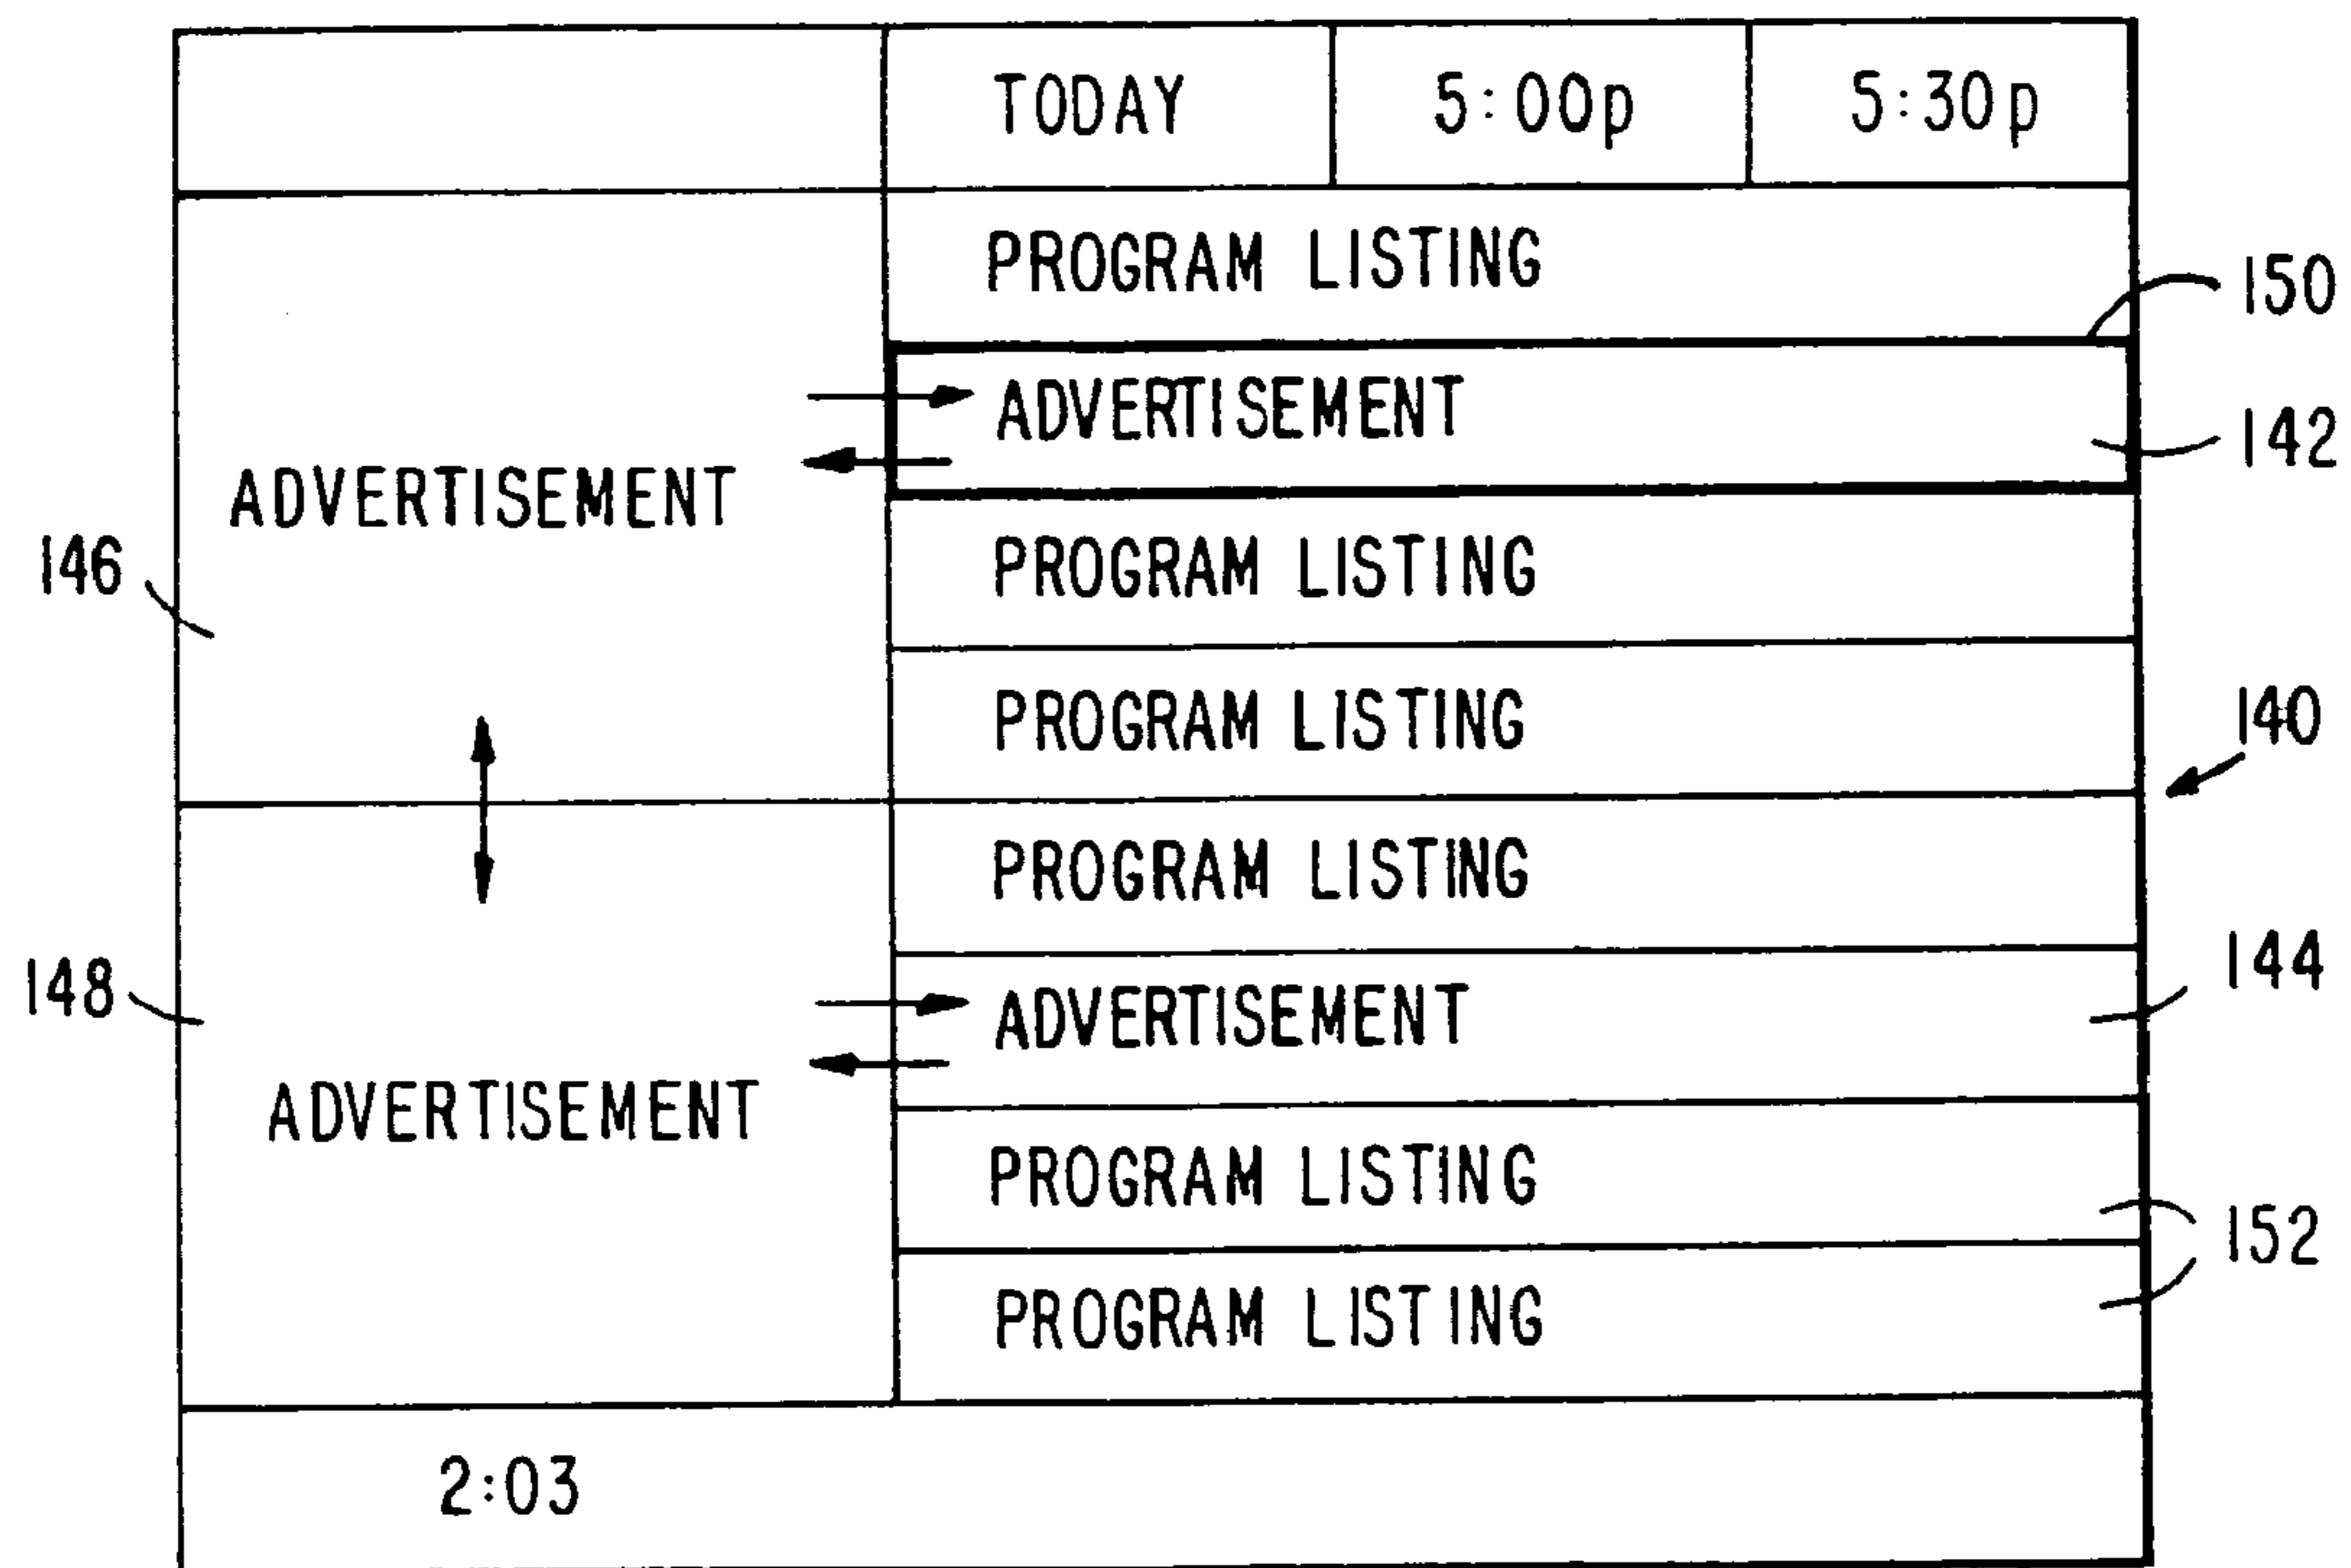 TODAY 5:00p 5:30p
PROGRAM LISTING
150
ADVERTISEMENT
142
ADVERTISEMENT
146
PROGRAM LISTING
PROGRAM LISTING
140
PROGRAM LISTING
148
ADVERTISEMENT
144
ADVERTISEMENT
PROGRAM LISTING
152
PROGRAM LISTING
2:03